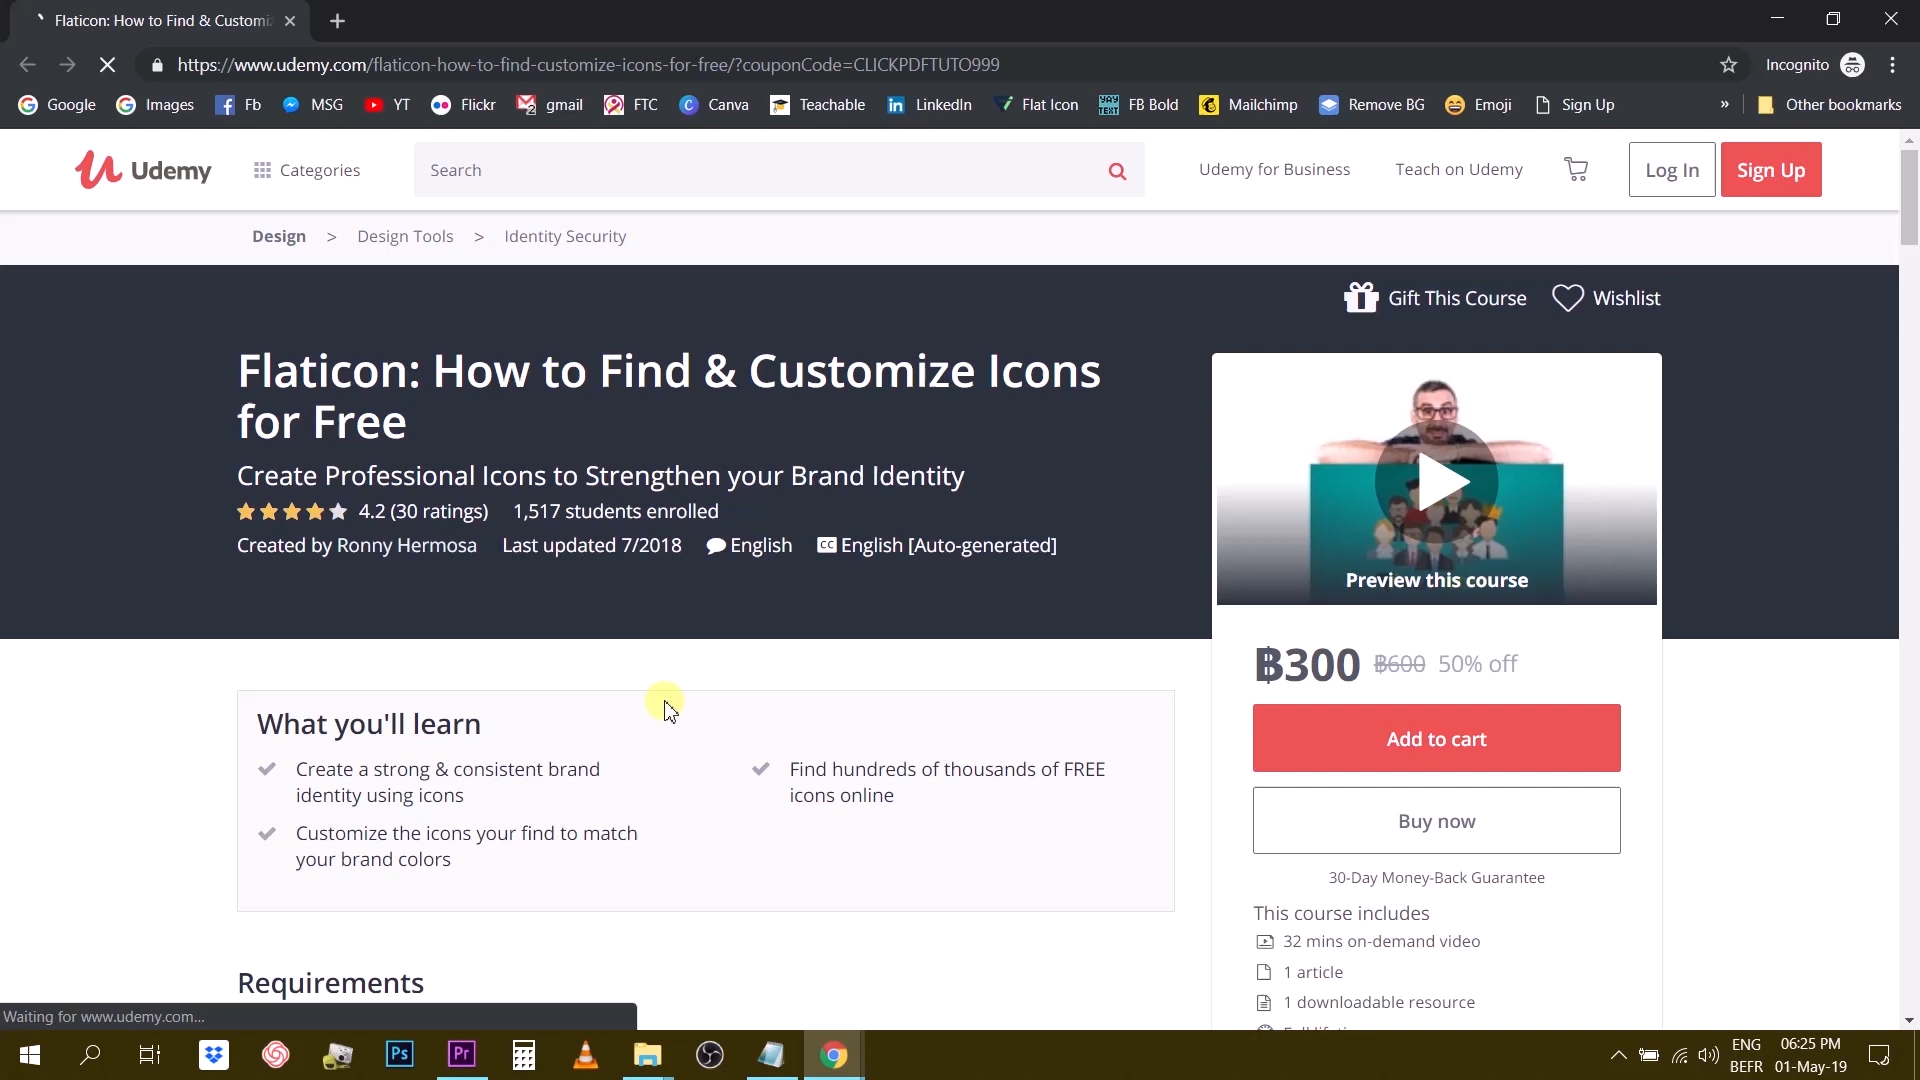 Flaticon: How to Find & Customi
https://www.udemy.com/flaticon-how-to-find-customize-icons-for-free/?couponCode=CLICKPDFTUTO999
Incognito
Google Images Fb MSG YT Flickr gmail FTC Canva Teachable LinkedIn Flat Icon FB Bold Mailchimp Remove BG Emoji Sign Up » Other bookmarks
Udemy Categories Search Udemy for Business Teach on Udemy Log In Sign Up
Design > Design Tools > Identity Security
Gift This Course Wishlist
Flaticon: How to Find & Customize Icons
for Free
Create Professional Icons to Strengthen your Brand Identity
4.2 (30 ratings) 1,517 students enrolled
Created by Ronny Hermosa Last updated 7/2018 English CC English [Auto-generated]
Preview this course
฿300 ฿600 50% off
Add to cart
Buy now
30-Day Money-Back Guarantee
This course includes
32 mins on-demand video
1 article
1 downloadable resource
What you'll learn
Create a strong & consistent brand
identity using icons
Customize the icons your find to match
your brand colors
Find hundreds of thousands of FREE
icons online
Requirements
Waiting for www.udemy.com...
Ps Pr
ENG
BEFR
06:25 PM
01-May-19